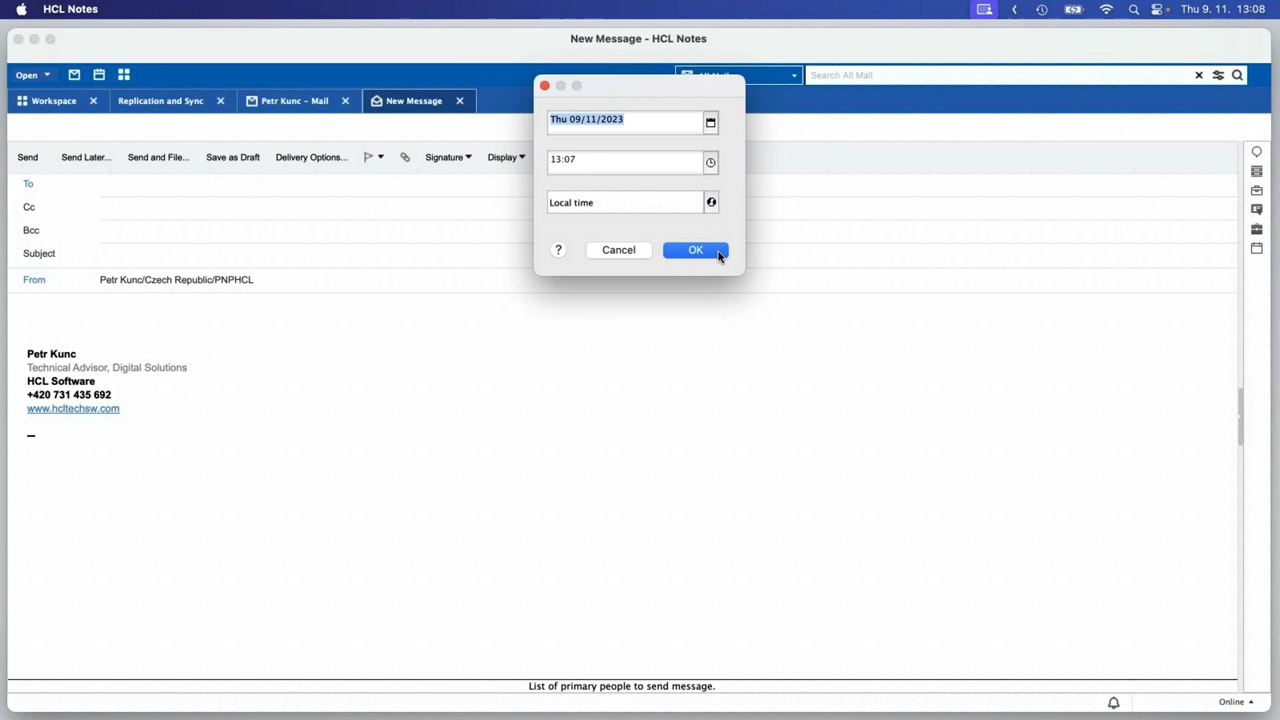 HCL Notes
Thu 9. 11. 13:08
New Message - HCL Notes
Open
Search All Mail
Workspace
Replication and Sync
Petr Kunc – Mail
New Message
Thu 09/11/2023
13:07
Local time
?
Cancel
OK
Send
Send Later...
Send and File...
Save as Draft
Delivery Options...
Signature
Display
To
Cc
Bcc
Subject
From
Petr Kunc/Czech Republic/PNPHCL
Petr Kunc
Technical Advisor, Digital Solutions
HCL Software
+420 731 435 692
www.hcltechsw.com
List of primary people to send message.
Online